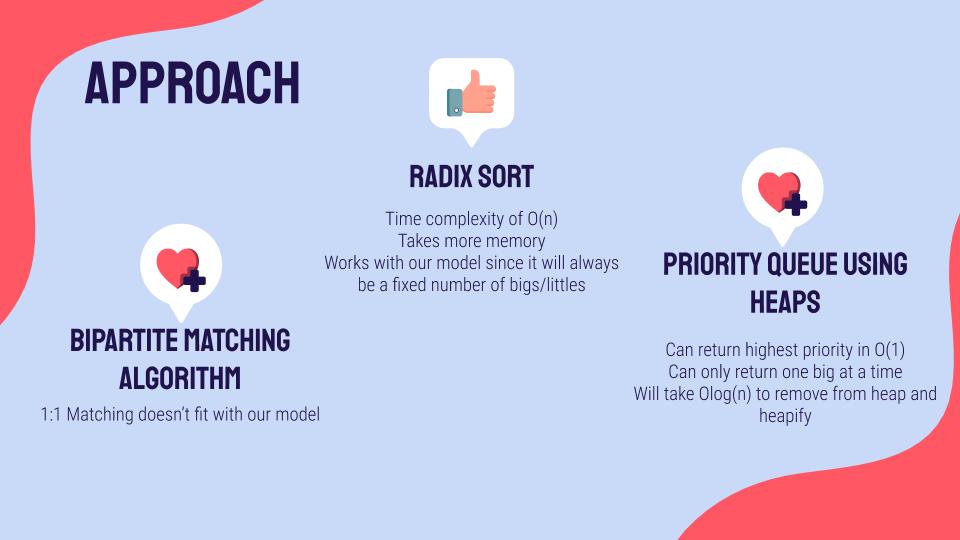 APPROACH
RADIX SORT
Time complexity of O(n)
Takes more memory
Works with our model since it will always
be a fixed number of bigs/littles
PRIORITY QUEUE USING
HEAPS
Can return highest priority in O(1)
Can only return one big at a time
Will take Olog(n) to remove from heap and
heapify
BIPARTITE MATCHING
ALGORITHM
1:1 Matching doesn’t fit with our model